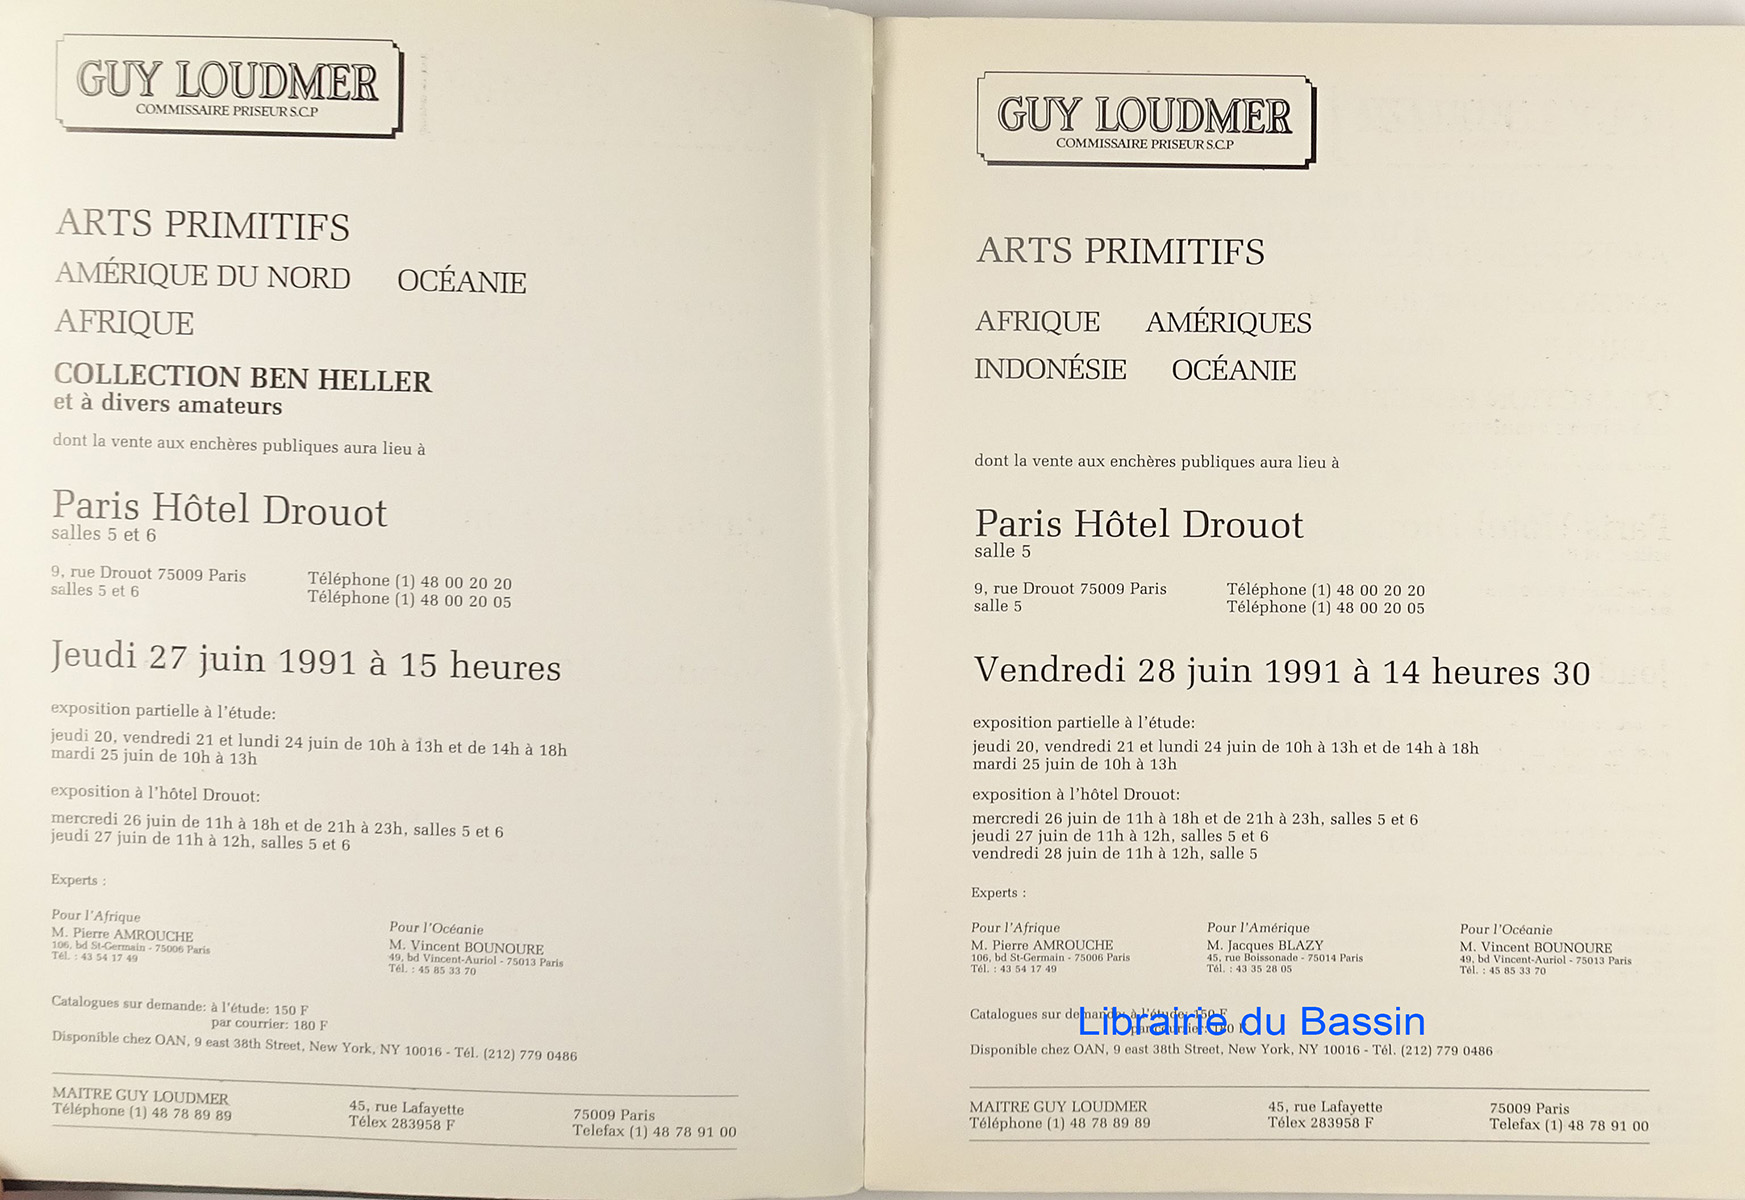 GUY LOUDMER
COMMISSAIRE PRISEUR S.C.P
ARTS PRIMITIFS
AMÉRIQUE DU NORD OCÉANIE
AFRIQUE
COLLECTION BEN HELLER
et à divers amateurs
dont la vente aux enchères publiques aura lieu à
Paris Hôtel Drouot
salles 5 et 6
9, rue Drouot 75009 Paris Téléphone (1) 48 00 20 20
salles 5 et 6 Téléphone (1) 48 00 20 05
Jeudi 27 juin 1991 à 15 heures
exposition partielle à l'étude:
jeudi 20, vendredi 21 et lundi 24 juin de 10h à 13h et de 14h à 18h
mardi 25 juin de 10h à 13h
exposition à l'hôtel Drouot:
mercredi 26 juin de 11h à 18h et de 21h à 23h, salles 5 et 6
jeudi 27 juin de 11h à 12h, salles 5 et 6
Experts :
Pour l'Afrique Pour l'Océanie
M. Pierre AMROUCHE M. Vincent BOUNOURE
106, bd St-Germain - 75006 Paris 49, bd Vincent-Auriol - 75013 Paris
Tél. : 43 54 17 49 Tél. : 45 85 33 70
Catalogues sur demande: à l'étude: 150 F
par courrier: 180 F
Disponible chez OAN, 9 east 38th Street, New York, NY 10016 - Tél. (212) 779 0486
MAITRE GUY LOUDMER 45, rue Lafayette 75009 Paris
Téléphone (1) 48 78 89 89 Télex 283958 F Telefax (1) 48 78 91 00
GUY LOUDMER
COMMISSAIRE PRISEUR S.C.P
ARTS PRIMITIFS
AFRIQUE AMÉRIQUES
INDONÉSIE OCÉANIE
dont la vente aux enchères publiques aura lieu à
Paris Hôtel Drouot
salle 5
9, rue Drouot 75009 Paris Téléphone (1) 48 00 20 20
salle 5 Téléphone (1) 48 00 20 05
Vendredi 28 juin 1991 à 14 heures 30
exposition partielle à l'étude:
jeudi 20, vendredi 21 et lundi 24 juin de 10h à 13h et de 14h à 18h
mardi 25 juin de 10h à 13h
exposition à l'hôtel Drouot:
mercredi 26 juin de 11h à 18h et de 21h à 23h, salles 5 et 6
jeudi 27 juin de 11h à 12h, salles 5 et 6
vendredi 28 juin de 11h à 12h, salle 5
Experts :
Pour l'Afrique Pour l'Amérique Pour l'Océanie
M. Pierre AMROUCHE M. Jacques BLAZY M. Vincent BOUNOURE
106, bd St-Germain - 75006 Paris 45, rue Boissonade - 75014 Paris 49, bd Vincent-Auriol - 75013 Paris
Tél. : 43 54 17 49 Tél. : 43 35 28 05 Tél. : 45 85 33 70
Catalogues sur demande: à l'étude: 150 F
par courrier: 180 F
Librairie du Bassin
Disponible chez OAN, 9 east 38th Street, New York, NY 10016 - Tél. (212) 779 0486
MAITRE GUY LOUDMER 45, rue Lafayette 75009 Paris
Téléphone (1) 48 78 89 89 Télex 283958 F Telefax (1) 48 78 91 00